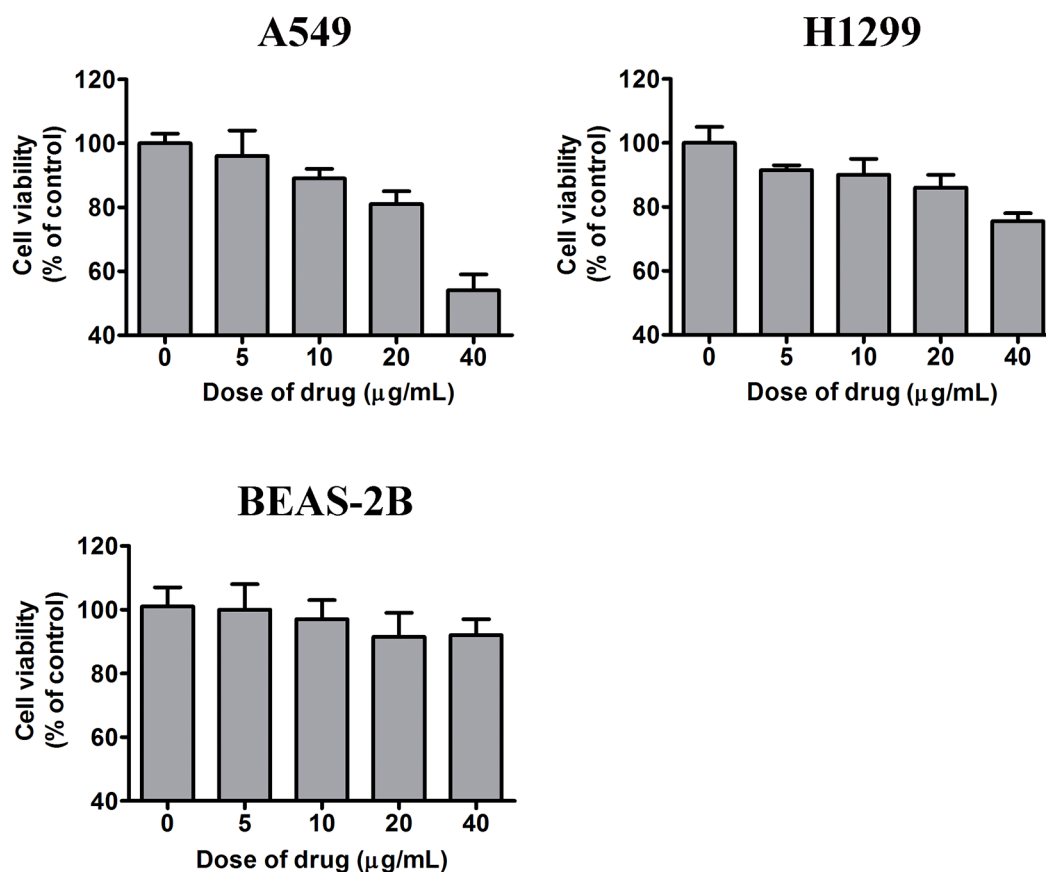 A549
Cell viability
(% of control)
120
100
80
60
40
0 5 10 20 40
Dose of drug (μg/mL)
H1299
Cell viability
(% of control)
120
100
80
60
40
0 5 10 20 40
Dose of drug (μg/mL)
BEAS-2B
Cell viability
(% of control)
120
100
80
60
40
0 5 10 20 40
Dose of drug (μg/mL)